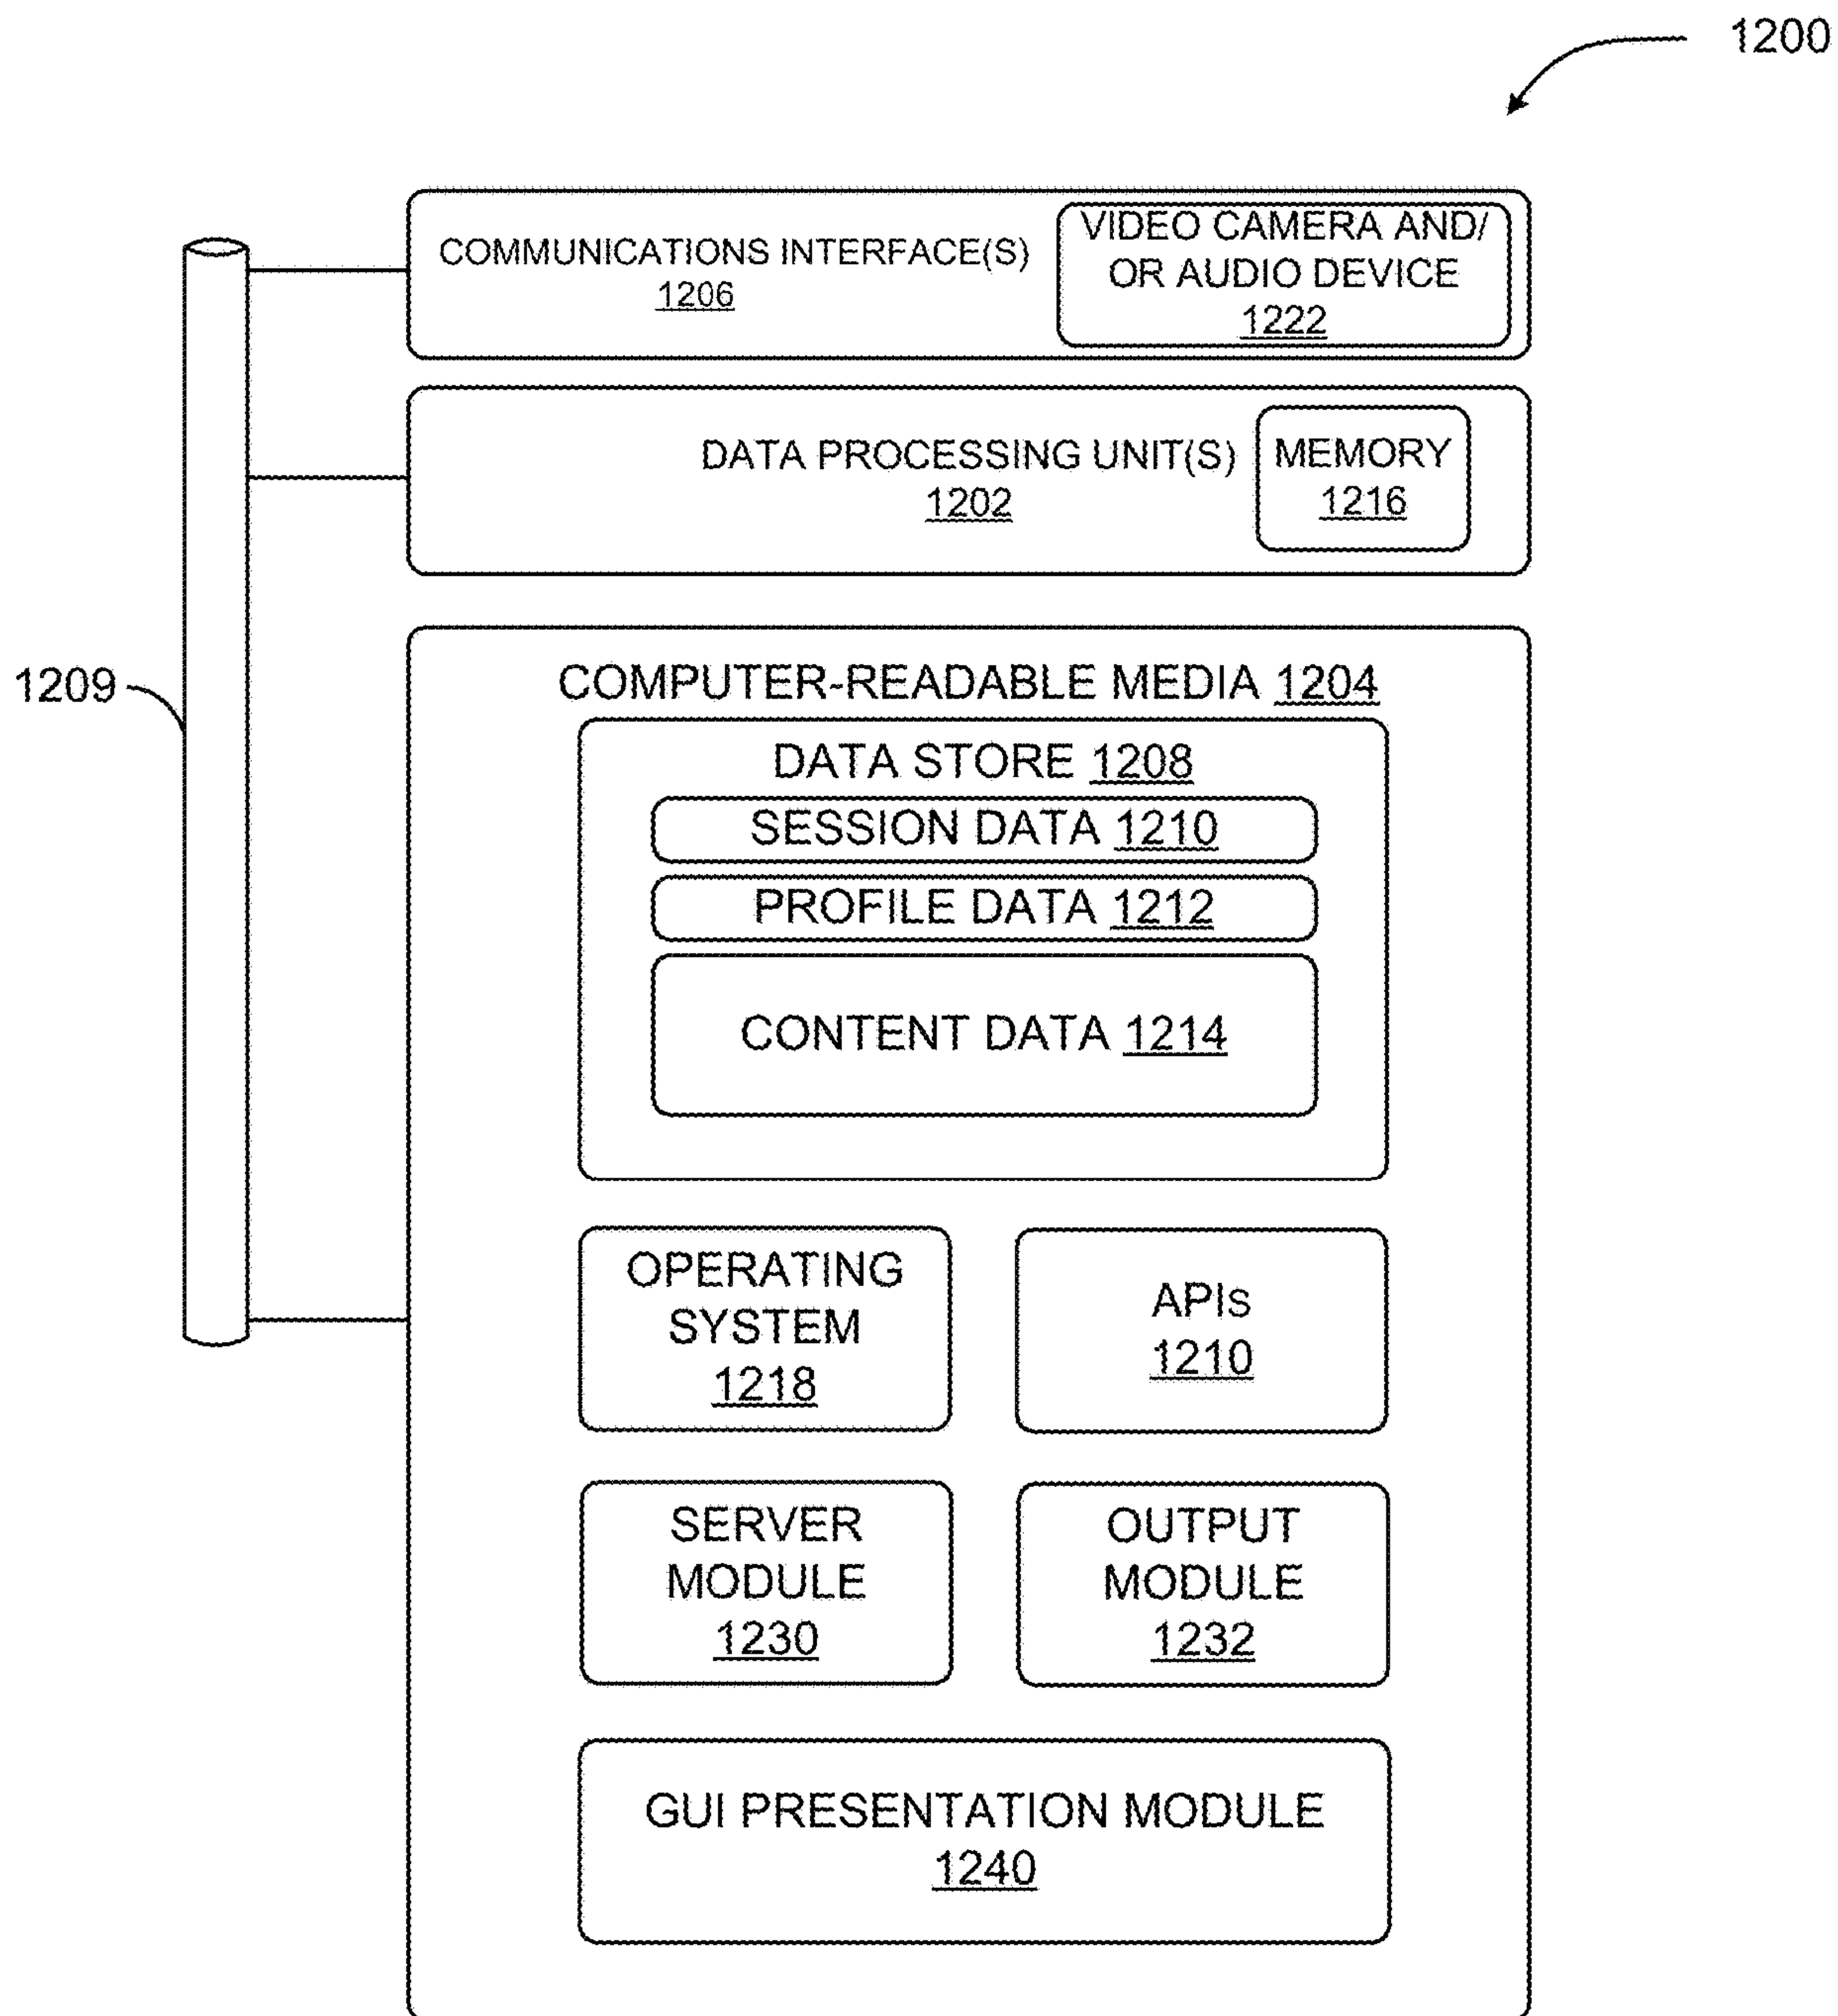 1200
COMMUNICATIONS INTERFACE(S)
1206
VIDEO CAMERA AND/
OR AUDIO DEVICE
1222
DATA PROCESSING UNIT(S)
1202
MEMORY
1216
1209
COMPUTER-READABLE MEDIA 1204
DATA STORE 1208
SESSION DATA 1210
PROFILE DATA 1212
CONTENT DATA 1214
OPERATING
SYSTEM
1218
APIs
1210
SERVER
MODULE
1230
OUTPUT
MODULE
1232
GUI PRESENTATION MODULE
1240